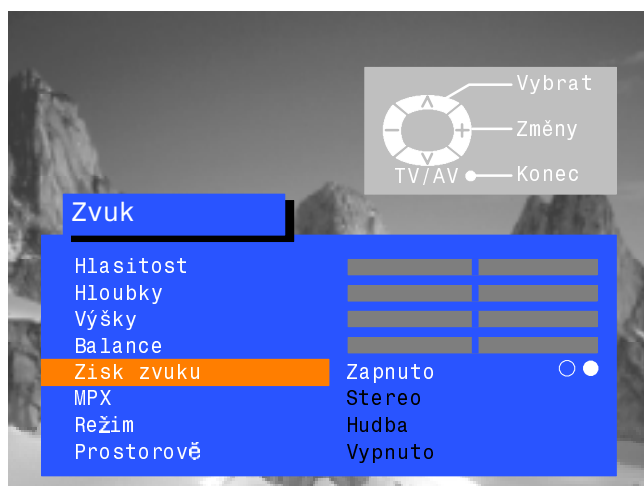 Vybrat
Změny
TV/AV Konec
Zvuk
Hlasitost
Hloubky
Výšky
Balance
Zisk zvuku Zapnuto
MPX Stereo
Režim Hudba
Prostorově Vypnuto